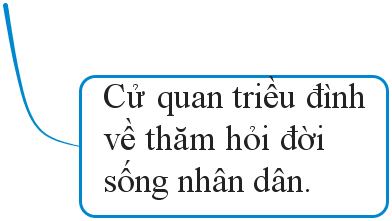 Cử quan triều đình
về thăm hỏi đời
sống nhân dân.